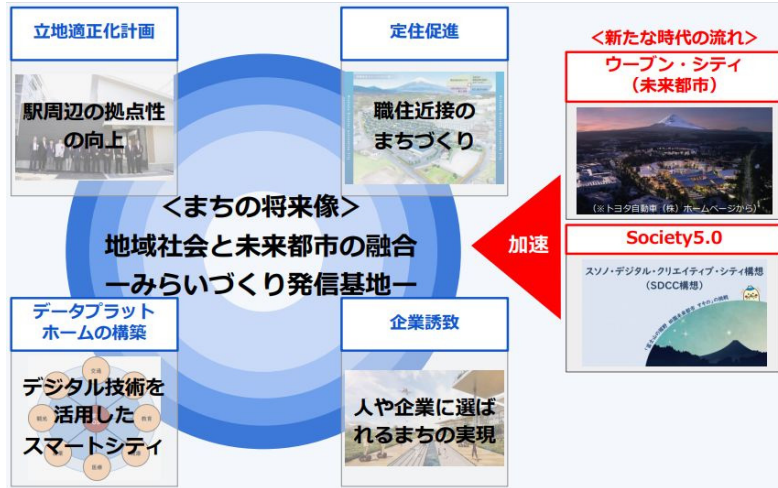 立地適正化計画
駅周辺の拠点性
の向上
定住促進
職住近接の
まちづくり
<まちの将来像>
地域社会と未来都市の融合
ーみらいづくり発信基地ー
データプラット
ホームの構築
デジタル技術を
活用した
スマートシティ
交通
観光
教育
医療
企業誘致
人や企業に選ば
れるまちの実現
加速
<新たな時代の流れ>
ウーブン・シティ
(未来都市)
(※トヨタ自動車(株)ホームページから)
Society5.0
スソノ・デジタル・クリエイティブ・シティ構想
(SDCC構想)